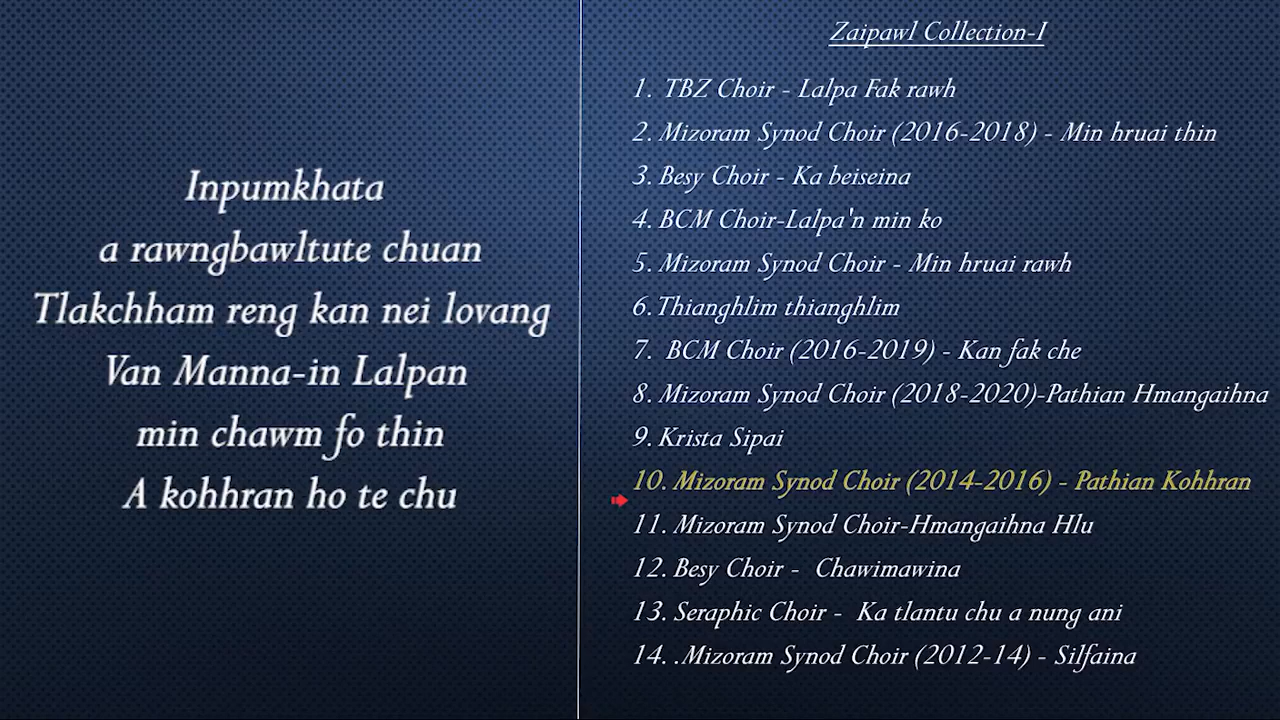 Inpumkhata
a rawngbawltute chuan
Tlakchham reng kan nei lovang
Van Manna-in Lalpan
min chawm fo thin
A kohhran ho te chu
Zaipawl Collection-I
1. TBZ Choir - Lalpa Fak rawh
2. Mizoram Synod Choir (2016-2018) - Min hruai thin
3. Besy Choir - Ka beiseina
4. BCM Choir-Lalpa'n min ko
5. Mizoram Synod Choir - Min hruai rawh
6. Thianghlim thianghlim
7. BCM Choir (2016-2019) - Kan fak che
8. Mizoram Synod Choir (2018-2020)-Pathian Hmangaihna
9. Krista Sipai
10. Mizoram Synod Choir (2014-2016) - Pathian Kohhran
11. Mizoram Synod Choir-Hmangaihna Hlu
12. Besy Choir - Chawimawina
13. Seraphic Choir - Ka tlantu chu a nung ani
14. .Mizoram Synod Choir (2012-14) - Silfaina